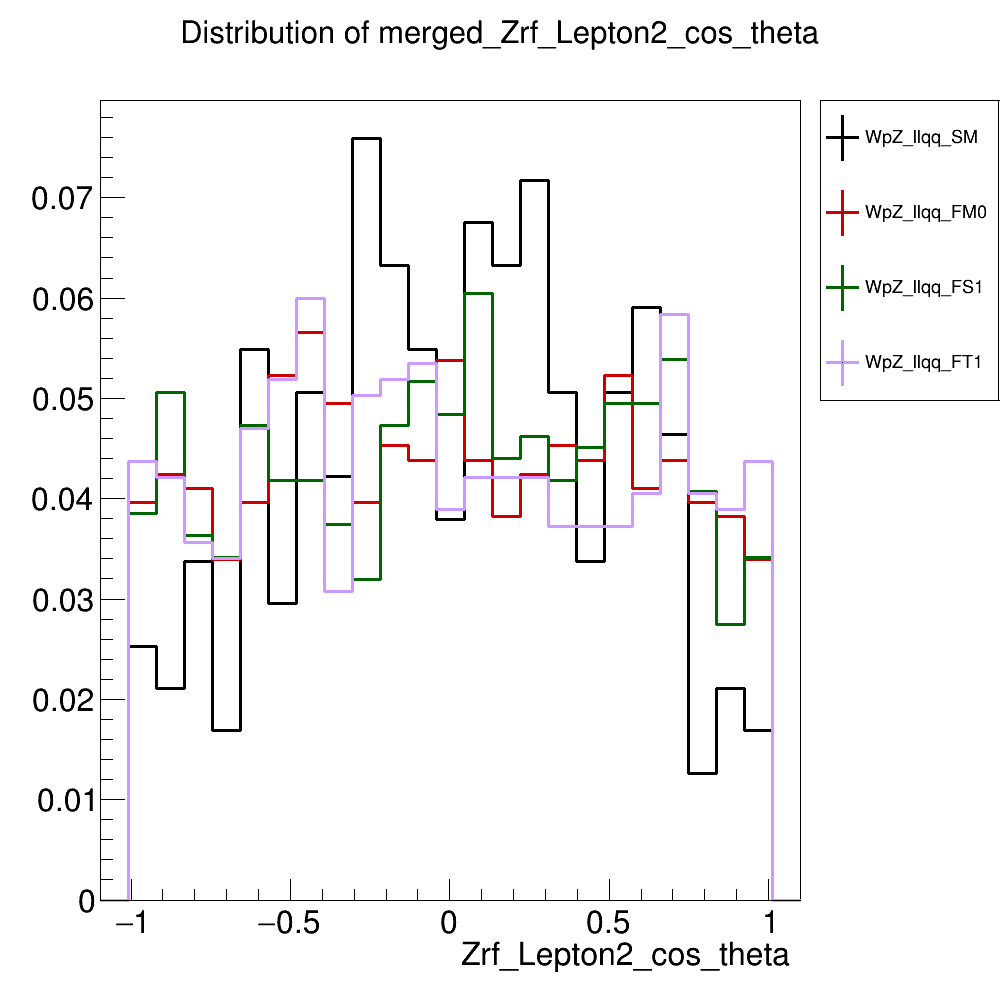 Distribution of merged_Zrf_Lepton2_cos_theta
WpZ_llqq_SM
WpZ_llqq_FM0
WpZ_llqq_FS1
WpZ_llqq_FT1
0.07
0.06
0.05
0.04
0.03
0.02
0.01
0
−1 −0.5 0 0.5 1
Zrf_Lepton2_cos_theta